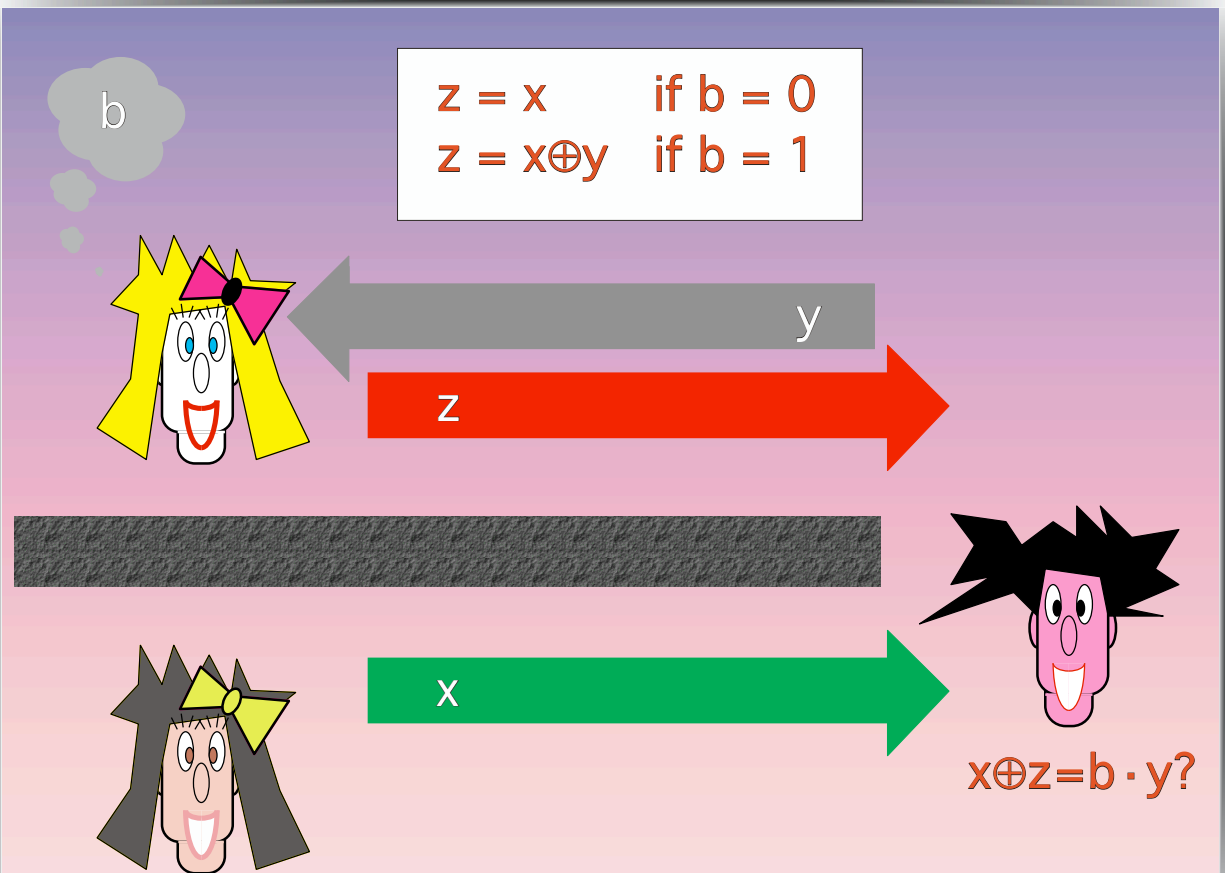 b
z = x if b = 0
z = x⊕y if b = 1
y
z
x
x⊕z=b·y?